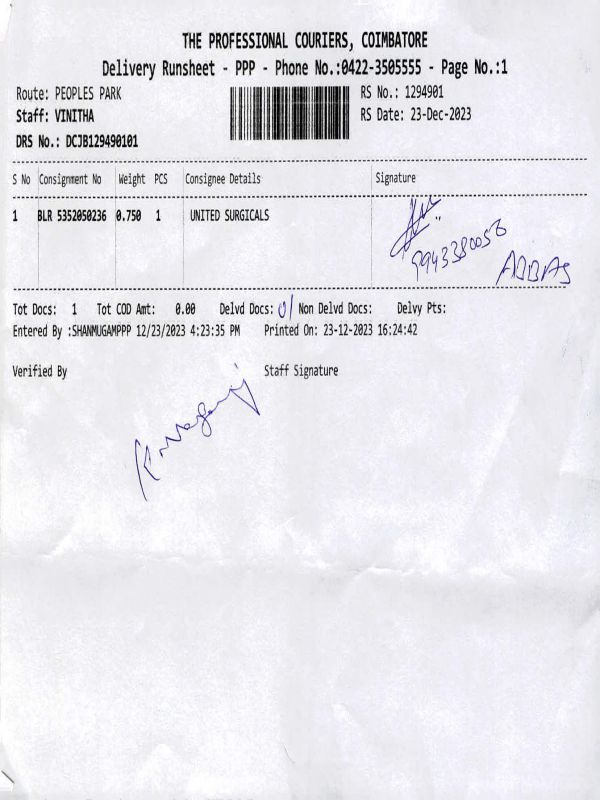 THE PROFESSIONAL COURIERS, COIMBATORE
Delivery Runsheet - PPP - Phone No.:0422-3505555 - Page No.:1
Route: PEOPLES PARK RS No.: 1294901
Staff: VINITHA RS Date: 23-Dec-2023
DRS No.: DCJB129490101
S No Consignment No Weight PCS Consignee Details Signature
1 BLR 5352050236 0.750 1 UNITED SURGICALS
9943380056 ABBAS
Tot Docs: 1 Tot COD Amt: 0.00 Delvd Docs: 01 Non Delvd Docs: Delvy Pts:
Entered By :SHANMUGAMPPP 12/23/2023 4:23:35 PM Printed On: 23-12-2023 16:24:42
Verified By Staff Signature